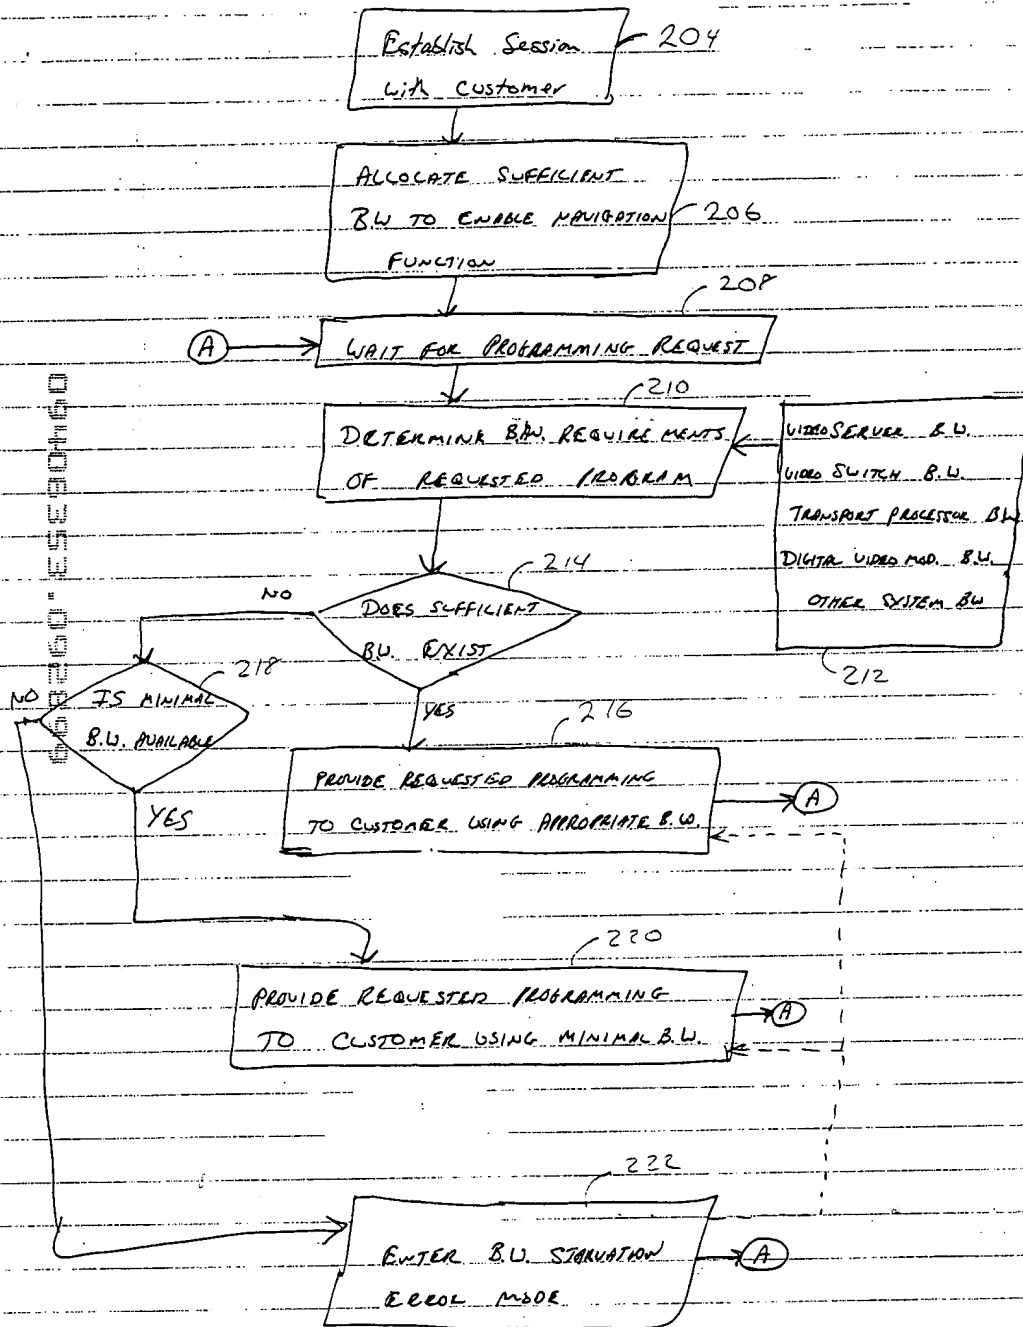 Establish Session
with Customer
204
ALLOCATE SUFFICIENT
B.W TO ENABLE NAVIGATION
FUNCTION
206
208
A
WAIT FOR PROGRAMMING REQUEST
210
DETERMINE B.W. REQUIREMENTS
OF REQUESTED PROGRAM
VIDEO SERVER B.W.
VIDEO SWITCH B.W.
TRANSPORT PROCESSOR BW
DIGITAL VIDEO MOD. B.W.
OTHER SYSTEM BW
212
214
NO
DOES SUFFICIENT
B.W. EXIST
218
NO
IS MINIMAL
B.W. AVAILABLE
YES
216
YES
PROVIDE REQUESTED PROGRAMMING
TO CUSTOMER USING APPROPRIATE B.W.
A
220
PROVIDE REQUESTED PROGRAMMING
TO CUSTOMER USING MINIMAL B.W.
A
222
ENTER B.W. STARVATION
ERROR MODE
A
09406353.092860